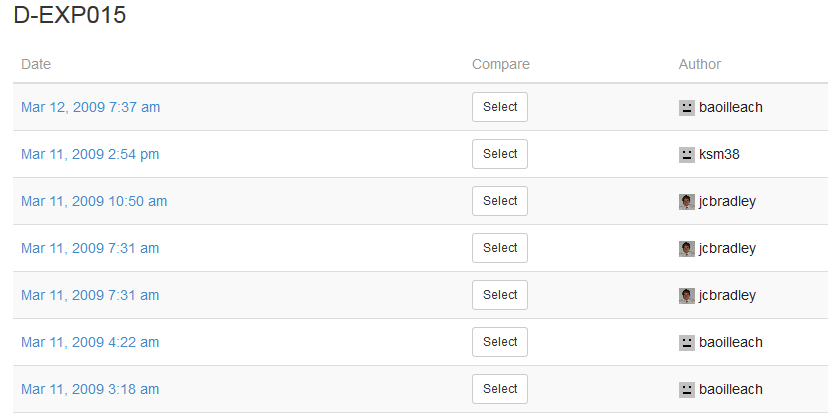 D-EXP015
Date Compare Author
Mar 12, 2009 7:37 am Select baoilleach
Mar 11, 2009 2:54 pm Select ksm38
Mar 11, 2009 10:50 am Select jcbradley
Mar 11, 2009 7:31 am Select jcbradley
Mar 11, 2009 7:31 am Select jcbradley
Mar 11, 2009 4:22 am Select baoilleach
Mar 11, 2009 3:18 am Select baoilleach